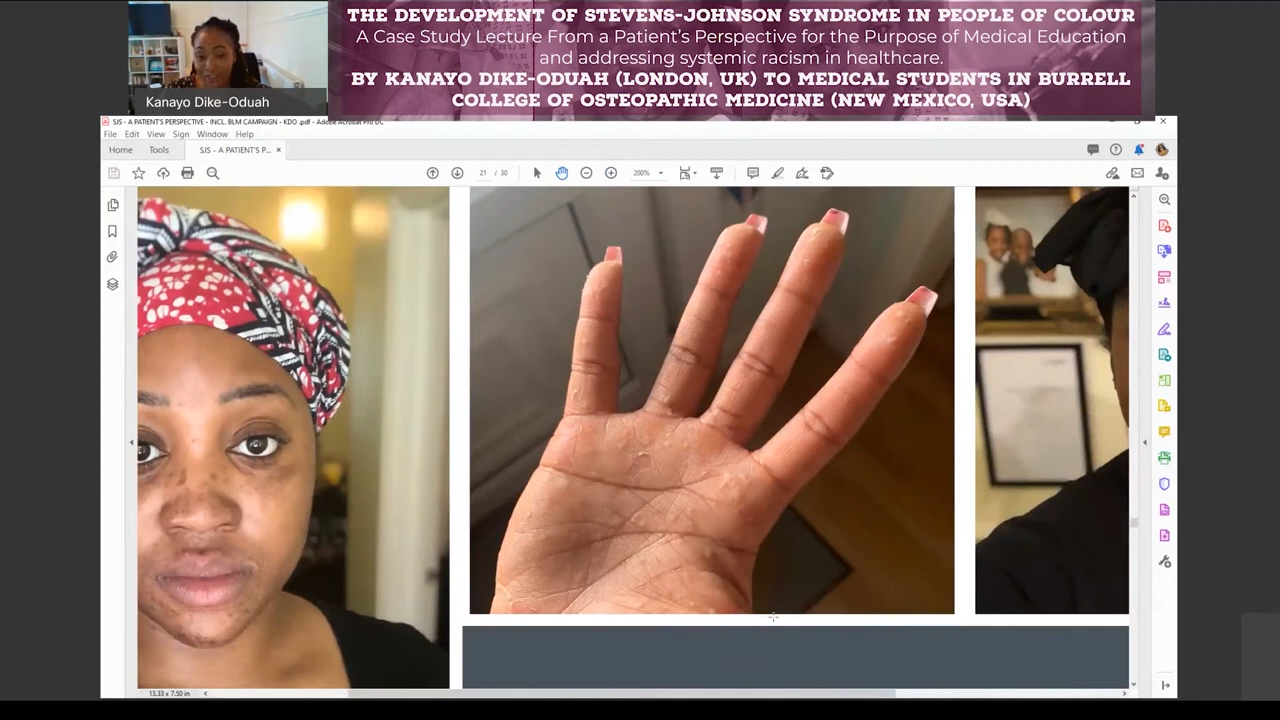 THE DEVELOPMENT OF STEVENS-JOHNSON SYNDROME IN PEOPLE OF COLOUR
A Case Study Lecture From a Patient's Perspective for the Purpose of Medical Education
and addressing systemic racism in healthcare.
BY KANAYO DIKE-ODUAH (LONDON, UK) TO MEDICAL STUDENTS IN BURRELL
COLLEGE OF OSTEOPATHIC MEDICINE (NEW MEXICO, USA)
Kanayo Dike-Oduah
SJS - A PATIENT'S PERSPECTIVE - INCL. BLM CAMPAIGN - KDO .pdf - Adobe Acrobat Pro DC
File Edit View Sign Window Help
Home Tools SJS - A PATIENT'S P... ×
21 / 30 200%
13.33 x 7.50 in